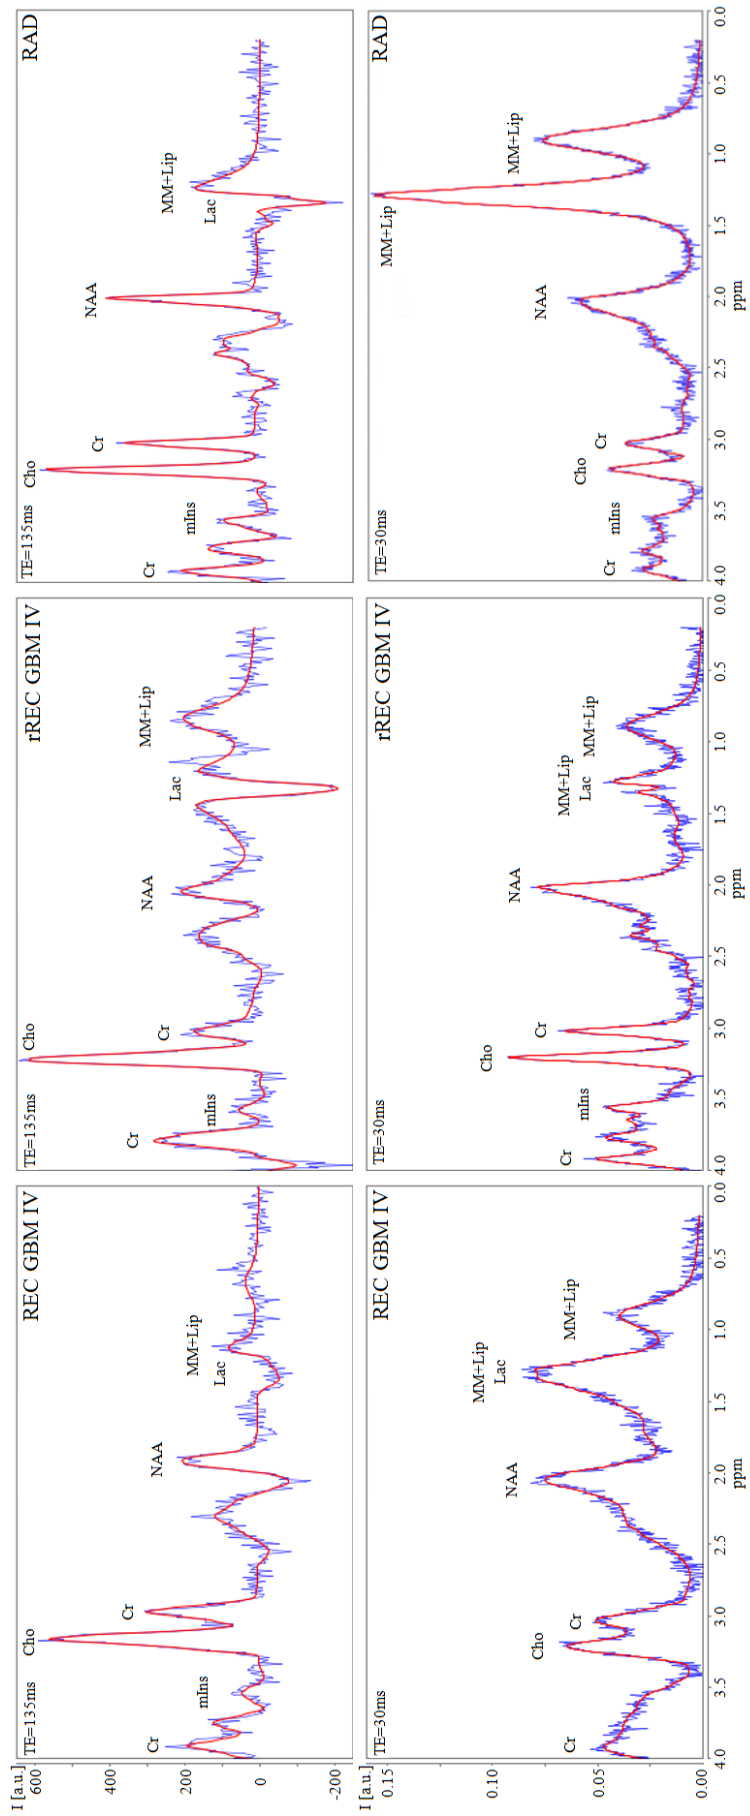 I [a.u.]
600
400
200
0
-200
TE=135ms
REC GBM IV
Cr
mIns
Cho
Cr
NAA
MM+Lip
Lac
TE=135ms
rREC GBM IV
Cr
mIns
Cho
Cr
NAA
Lac
MM+Lip
TE=135ms
RAD
Cr
mIns
Cho
Cr
NAA
MM+Lip
Lac
I [a.u.]
0.15
0.10
0.05
0.00
TE=30ms
REC GBM IV
Cr
Cho
Cr
NAA
MM+Lip
Lac
MM+Lip
4.0 3.5 3.0 2.5 2.0 1.5 1.0 0.5 0.0
ppm
TE=30ms
rREC GBM IV
Cr
mIns
Cho
Cr
NAA
MM+Lip
Lac
MM+Lip
4.0 3.5 3.0 2.5 2.0 1.5 1.0 0.5 0.0
ppm
TE=30ms
RAD
Cr
mIns
Cho
Cr
NAA
MM+Lip
MM+Lip
4.0 3.5 3.0 2.5 2.0 1.5 1.0 0.5 0.0
ppm